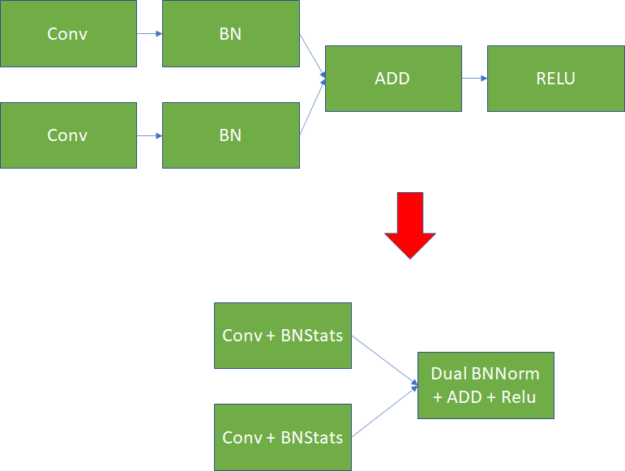 Conv
BN
ADD
RELU
Conv
BN
Conv + BNStats
Dual BNNorm
+ ADD + Relu
Conv + BNStats